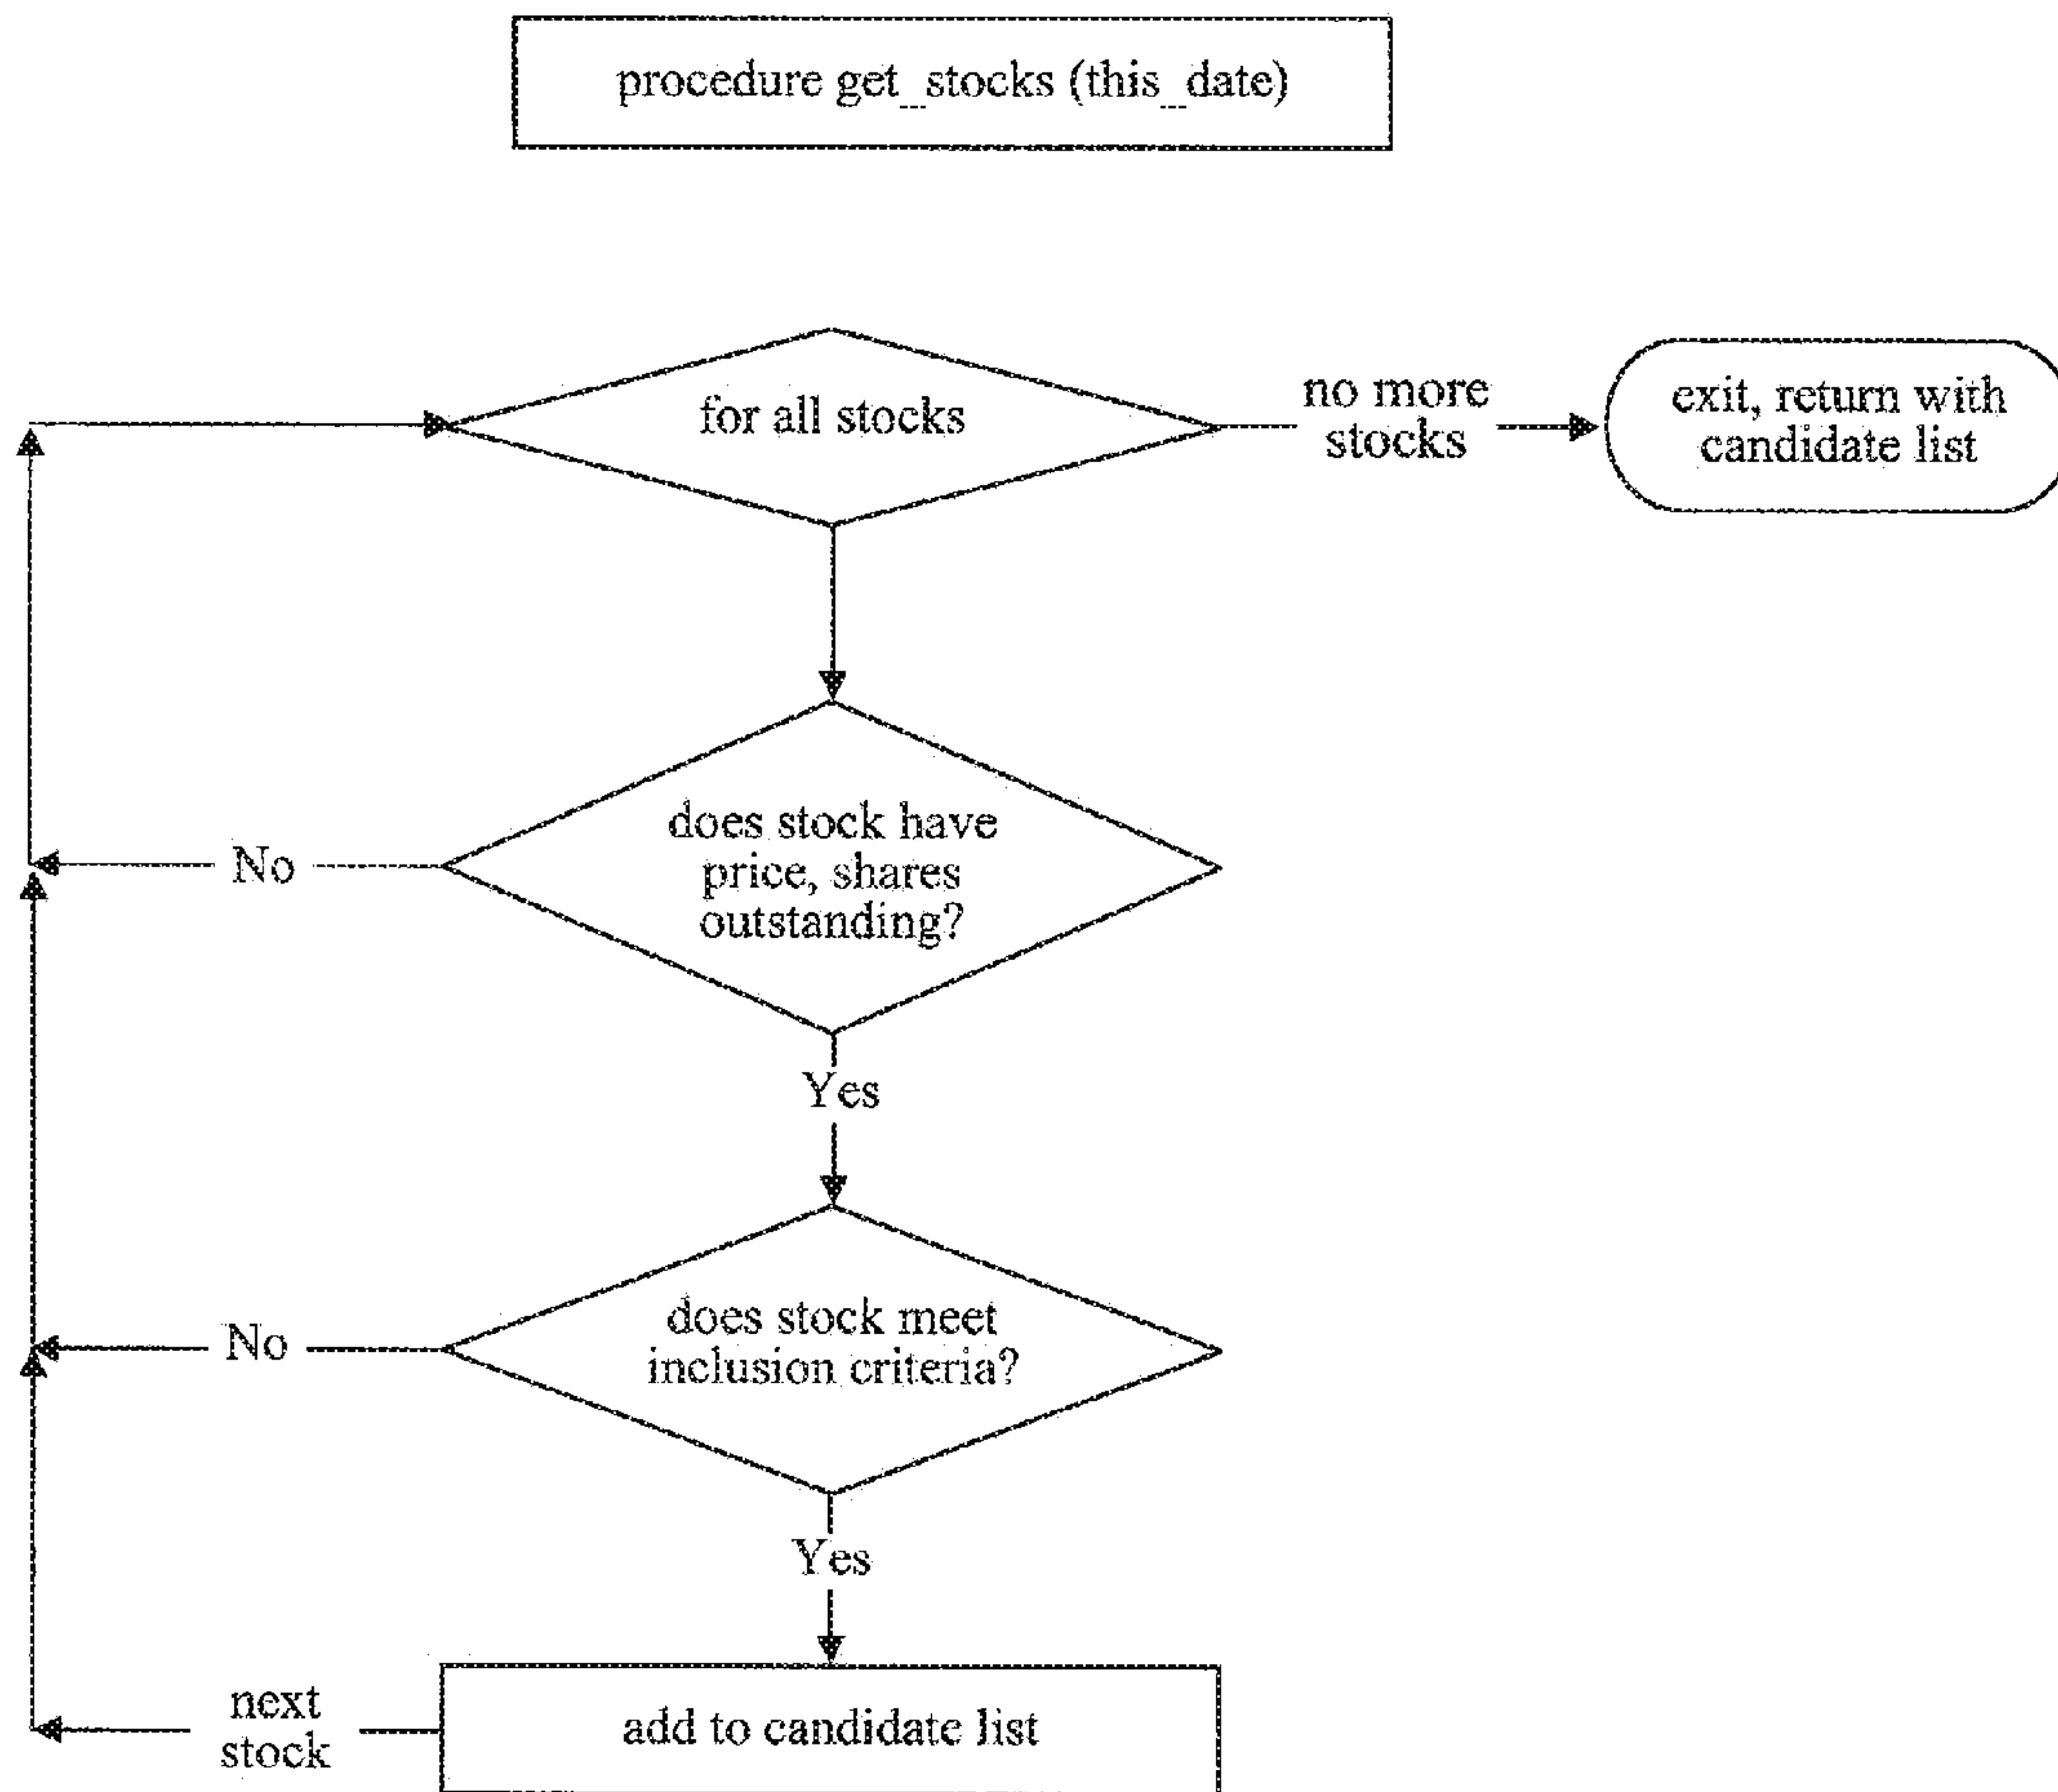 procedure get_stocks (this_date)
for all stocks
no more
stocks
exit, return with
candidate list
does stock have
price, shares
outstanding?
No
Yes
does stock meet
inclusion criteria?
No
Yes
add to candidate list
next
stock